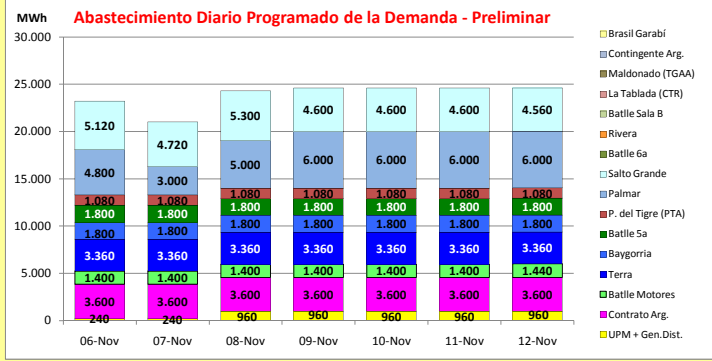 MWh
Abastecimiento Diario Programado de la Demanda - Preliminar
30.000
25.000
20.000
15.000
10.000
5.000
0
5.120 4.720 5.300 4.600 4.600 4.600 4.560
4.800 3.000 5.000 6.000 6.000 6.000 6.000
1.080 1.080 1.080 1.080 1.080 1.080
1.800 1.800 1.800 1.800 1.800 1.800 1.800
1.800 1.800 1.800 1.800 1.800 1.800 1.800
3.360 3.360 3.360 3.360 3.360 3.360 3.360
1.400 1.400 1.400 1.400 1.400 1.400 1.440
3.600 3.600 3.600 3.600 3.600 3.600 3.600
240 240 960 960 960 960 960
06-Nov 07-Nov 08-Nov 09-Nov 10-Nov 11-Nov 12-Nov
Brasil Garabí
Contingente Arg.
Maldonado (TGAA)
La Tablada (CTR)
Batlle Sala B
Rivera
Batlle 6a
Salto Grande
Palmar
P. del Tigre (PTA)
Batlle 5a
Baygorria
Terra
Batlle Motores
Contrato Arg.
UPM + Gen.Dist.